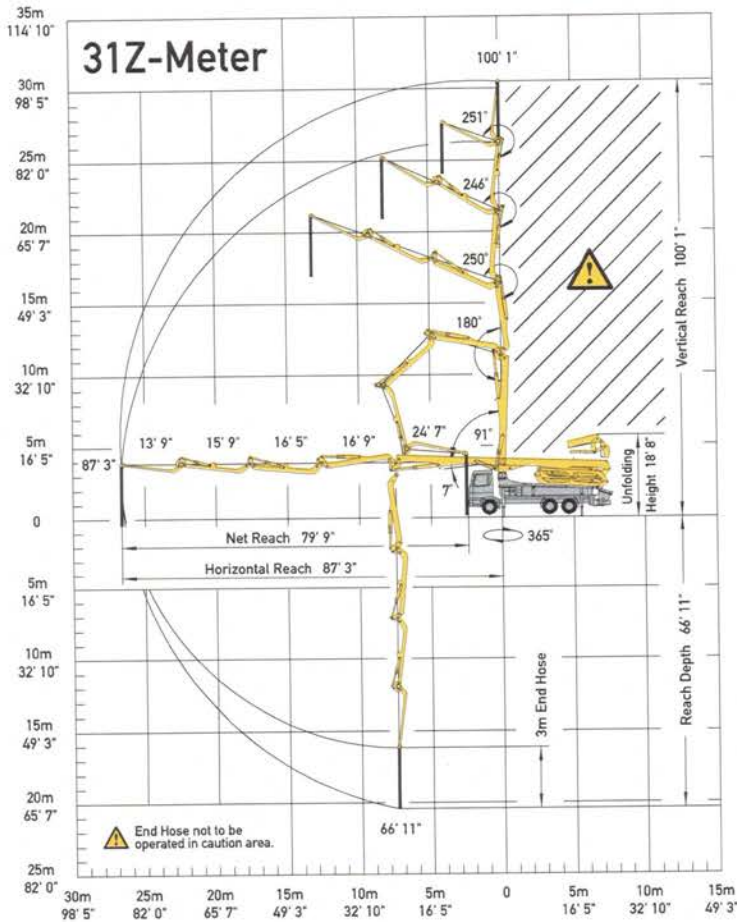 35m
114' 10"
31Z-Meter
100' 1"
30m
98' 5"
251°
25m
82' 0"
246°
20m
65' 7"
250°
Vertical Reach 100' 1"
15m
49' 3"
180°
10m
32' 10"
24' 7"
91°
13' 9"
15' 9"
16' 5"
16' 9"
5m
16' 5"
87' 3"
7°
Unfolding
Height 18' 8"
0
Net Reach 79' 9"
365°
Horizontal Reach 87' 3"
5m
16' 5"
Reach Depth 66' 11"
10m
32' 10"
3m End Hose
15m
49' 3"
20m
65' 7"
66' 11"
End Hose not to be
operated in caution area.
25m
82' 0"
30m 25m 20m 15m 10m 5m 0 5m 10m 15m
98' 5" 82' 0" 65' 7" 49' 3" 32' 10" 16' 5" 16' 5" 32' 10" 49' 3"